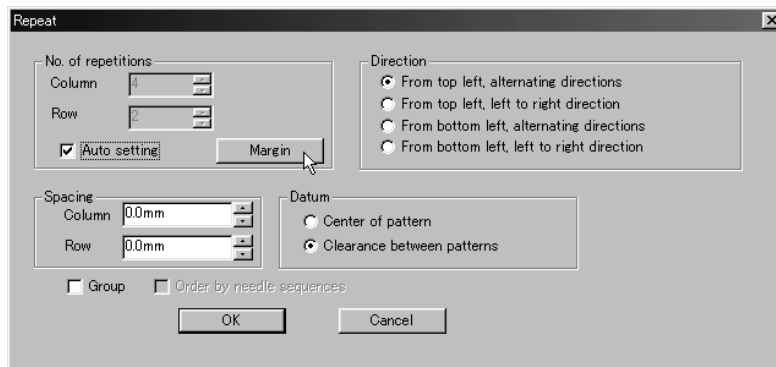 Repeat
No. of repetitions
Column 4
Row 2
Auto setting
Margin
Direction
From top left, alternating directions
From top left, left to right direction
From bottom left, alternating directions
From bottom left, left to right direction
Spacing
Column 0.0mm
Row 0.0mm
Datum
Center of pattern
Clearance between patterns
Group
Order by needle sequences
OK
Cancel